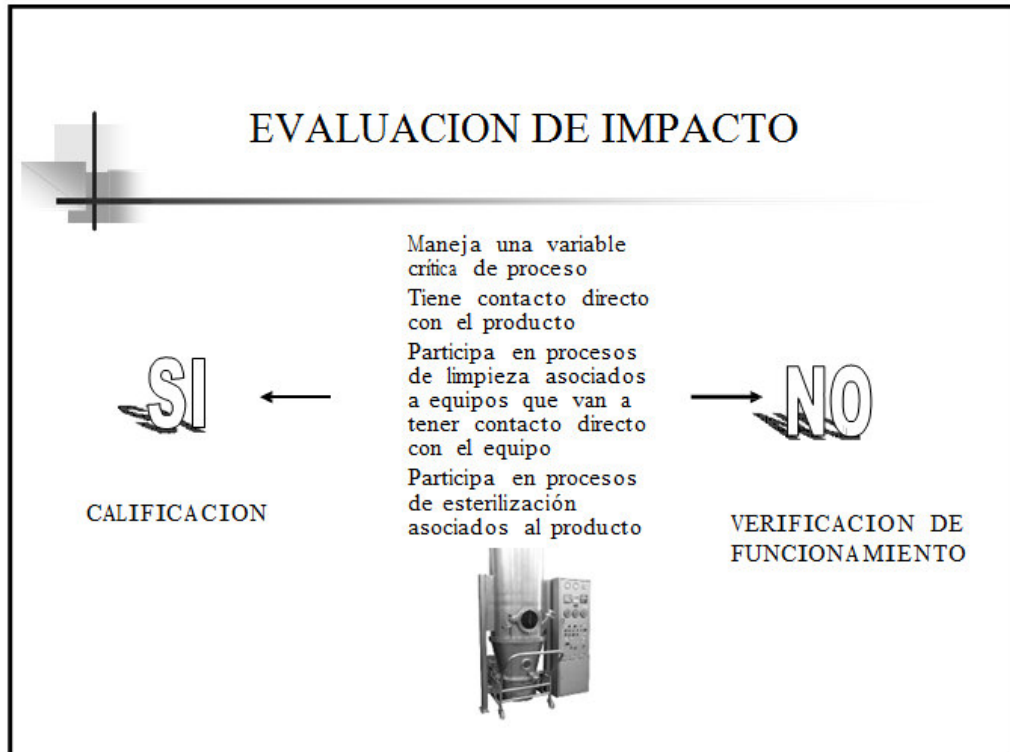 EVALUACION DE IMPACTO
Maneja una variable
crítica de proceso
Tiene contacto directo
con el producto
Participa en procesos
de limpieza asociados
a equipos que van a
tener contacto directo
con el equipo
Participa en procesos
de esterilización
asociados al producto
SI
CALIFICACION
NO
VERIFICACION DE
FUNCIONAMIENTO